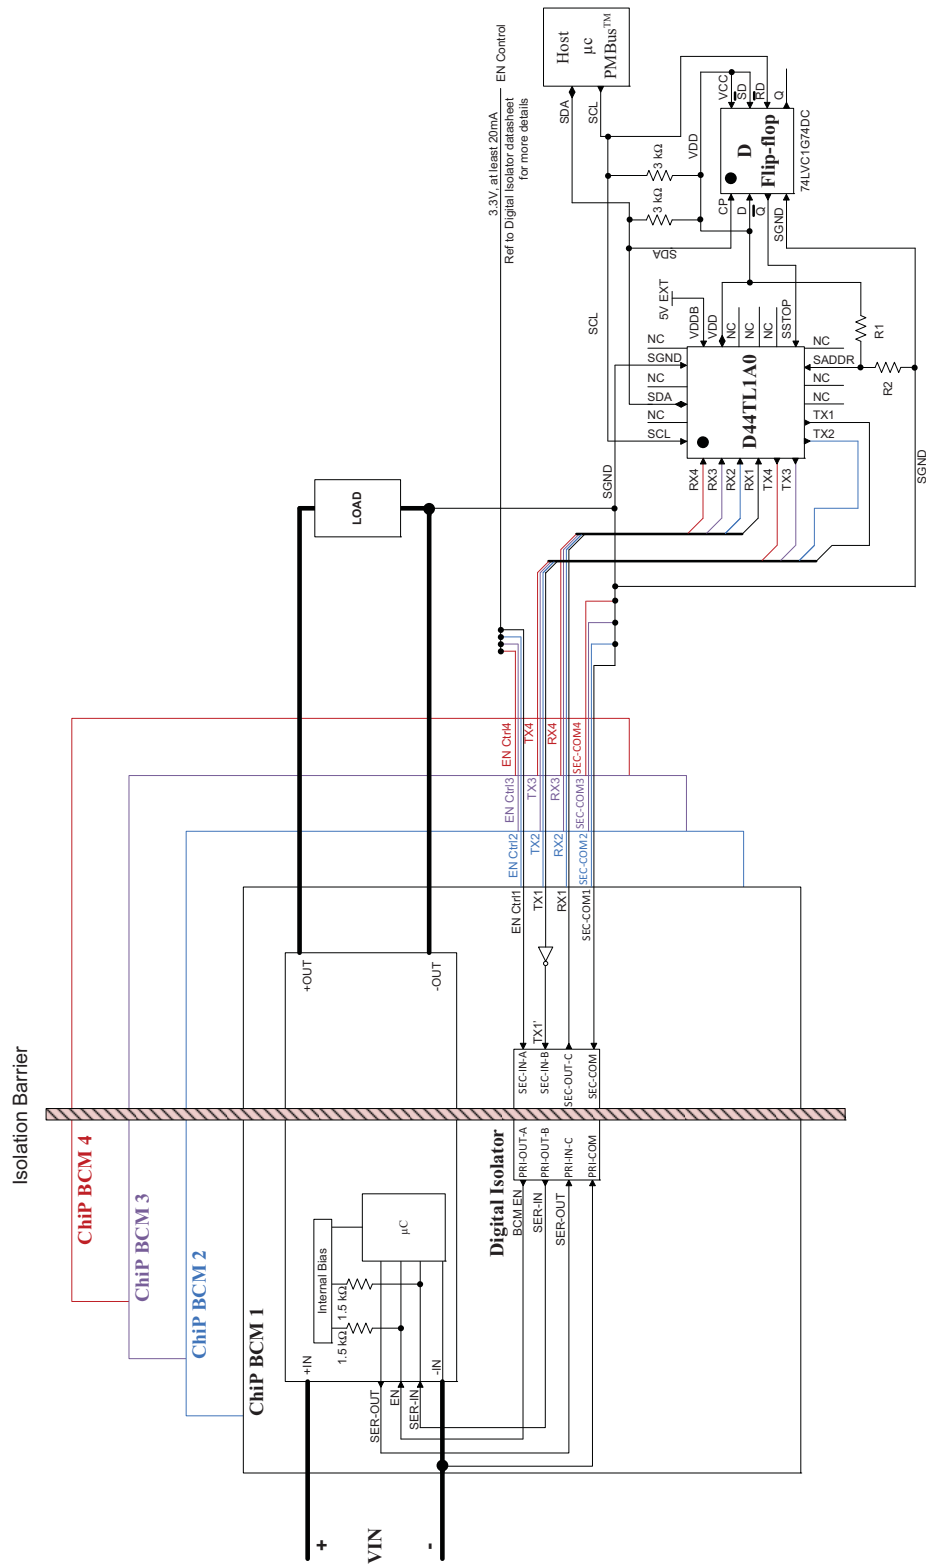 Isolation Barrier
ChiP BCM 4
ChiP BCM 3
ChiP BCM 2
ChiP BCM 1
+
VIN
-
+IN
-IN
SER-OUT
EN
SER-IN
1.5 kΩ
1.5 kΩ
Internal Bias
µC
+OUT
-OUT
LOAD
Digital Isolator
BCM EN
SER-IN
SER-OUT
PRI-OUT-A
PRI-OUT-B
PRI-IN-C
PRI-COM
SEC-IN-A
SEC-IN-B
SEC-OUT-C
SEC-COM
TX1'
EN Ctrl1
TX1
RX1
SEC-COM1
EN Ctrl2
TX2
RX2
SEC-COM2
EN Ctrl3
TX3
RX3
SEC-COM3
EN Ctrl4
TX4
RX4
SEC-COM4
3.3V, at least 20mA
EN Control
Ref to Digital Isolator datasheet
for more details
SGND
SCL
SDA
RX4
RX3
RX2
RX1
TX4
TX3
D44TL1A0
SCL
NC
SDA
NC
SGND
NC
5V EXT
VDDB
VDD
NC
NC
NC
SSTOP
TX2
TX1
NC
NC
SADDR
NC
R1
R2
SGND
3 kΩ
3 kΩ
VDD
SDA
SCL
Host
µc
PMBus™
CP
D
Q
SGND
D
Flip-flop
VCC
SD
RD
Q
74LVC1G74DC